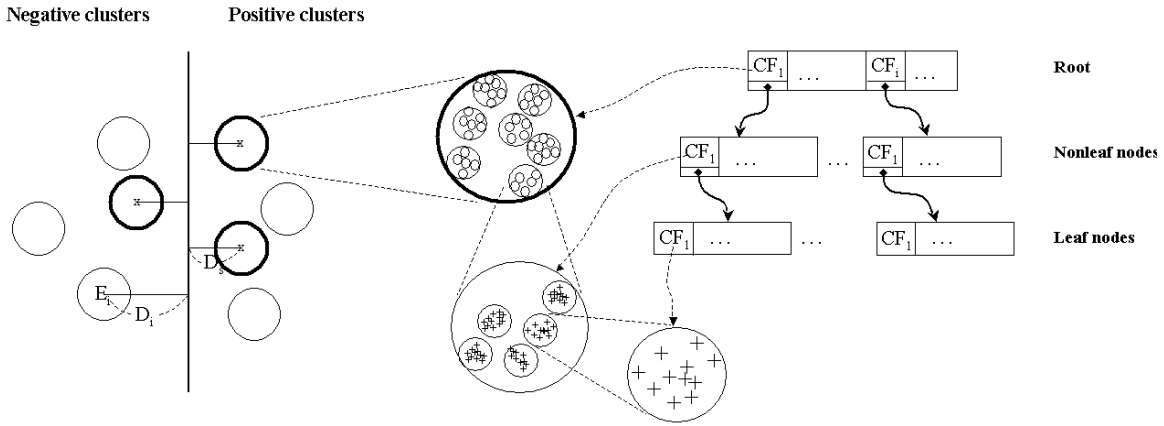 Negative clusters
Positive clusters
CF1 ... CFi ...
Root
x
x
CF1 ... ... CF1 ...
Nonleaf nodes
x
Ds
CF1 ... ... CF1 ...
Leaf nodes
Ei
Di